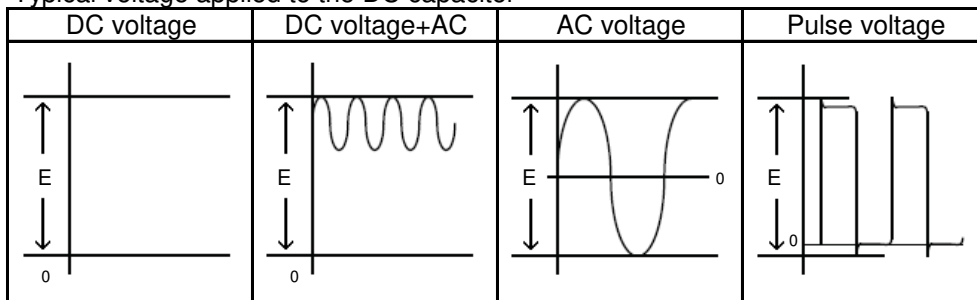 Typical voltage applied to the DC capacitor
DC voltage
DC voltage+AC
AC voltage
Pulse voltage
E
0
E
0
E
0
E
0